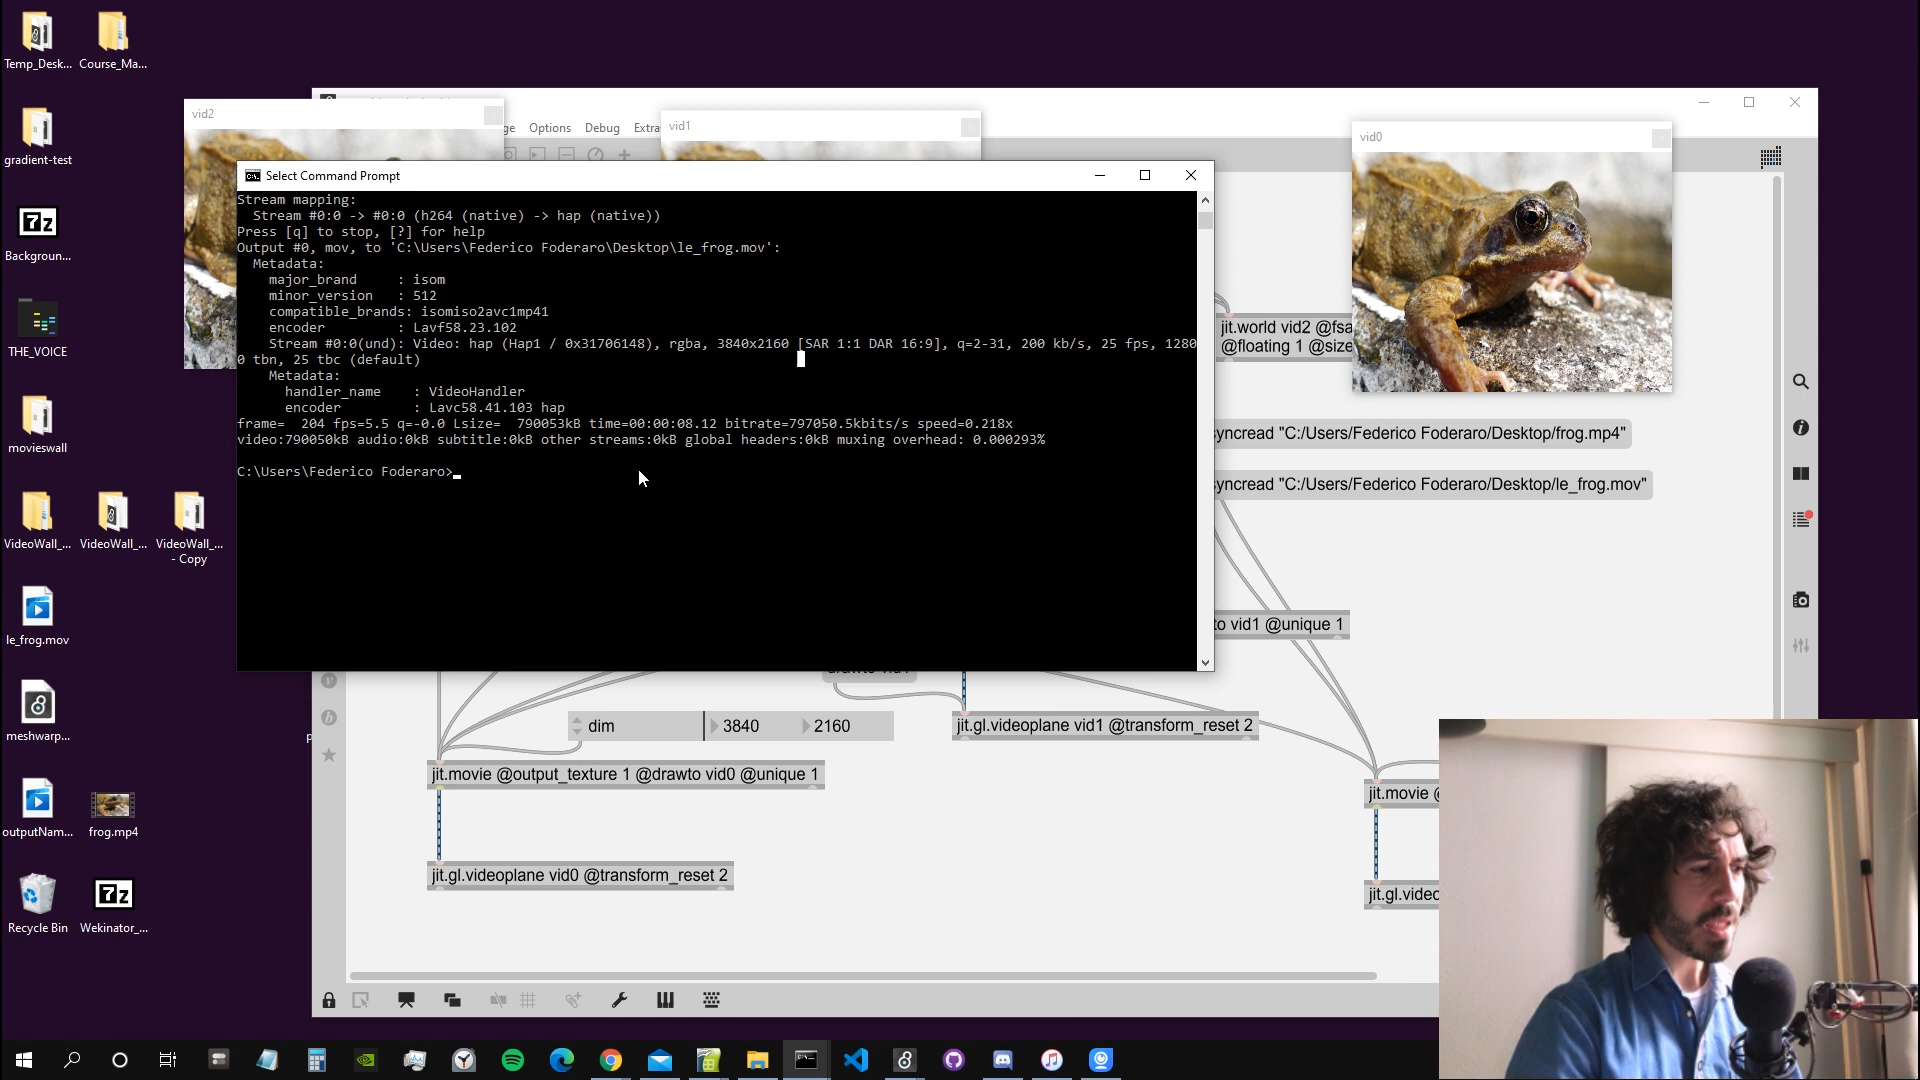 Temp_Desk...
Course_Ma...
gradient-test
Backgroun...
THE_VOICE
movieswall
VideoWall_...
VideoWall_...
VideoWall_... - Copy
le_frog.mov
meshwarp...
outputNam...
frog.mp4
Recycle Bin
Wekinator_...
vid2
ge Options Debug Extra
vid1
vid0
Select Command Prompt
Stream mapping:
Stream #0:0 -> #0:0 (h264 (native) -> hap (native))
Press [q] to stop, [?] for help
Output #0, mov, to 'C:\Users\Federico Foderaro\Desktop\le_frog.mov':
Metadata:
major_brand : isom
minor_version : 512
compatible_brands: isomiso2avc1mp41
encoder : Lavf58.23.102
Stream #0:0(und): Video: hap (Hap1 / 0x31706148), rgba, 3840x2160 [SAR 1:1 DAR 16:9], q=2-31, 200 kb/s, 25 fps, 1280
0 tbn, 25 tbc (default)
Metadata:
handler_name : VideoHandler
encoder : Lavc58.41.103 hap
frame= 204 fps=5.5 q=-0.0 Lsize= 790053kB time=00:00:08.12 bitrate=797050.5kbits/s speed=0.218x
video:790050kB audio:0kB subtitle:0kB other streams:0kB global headers:0kB muxing overhead: 0.000293%
C:\Users\Federico Foderaro>
jit.world vid2 @fsa
@floating 1 @size
syncread "C:/Users/Federico Foderaro/Desktop/frog.mp4"
syncread "C:/Users/Federico Foderaro/Desktop/le_frog.mov"
to vid1 @unique 1
dim 3840 2160
jit.gl.videoplane vid1 @transform_reset 2
jit.movie @output_texture 1 @drawto vid0 @unique 1
jit.movie @
jit.gl.videoplane vid0 @transform_reset 2
jit.gl.video